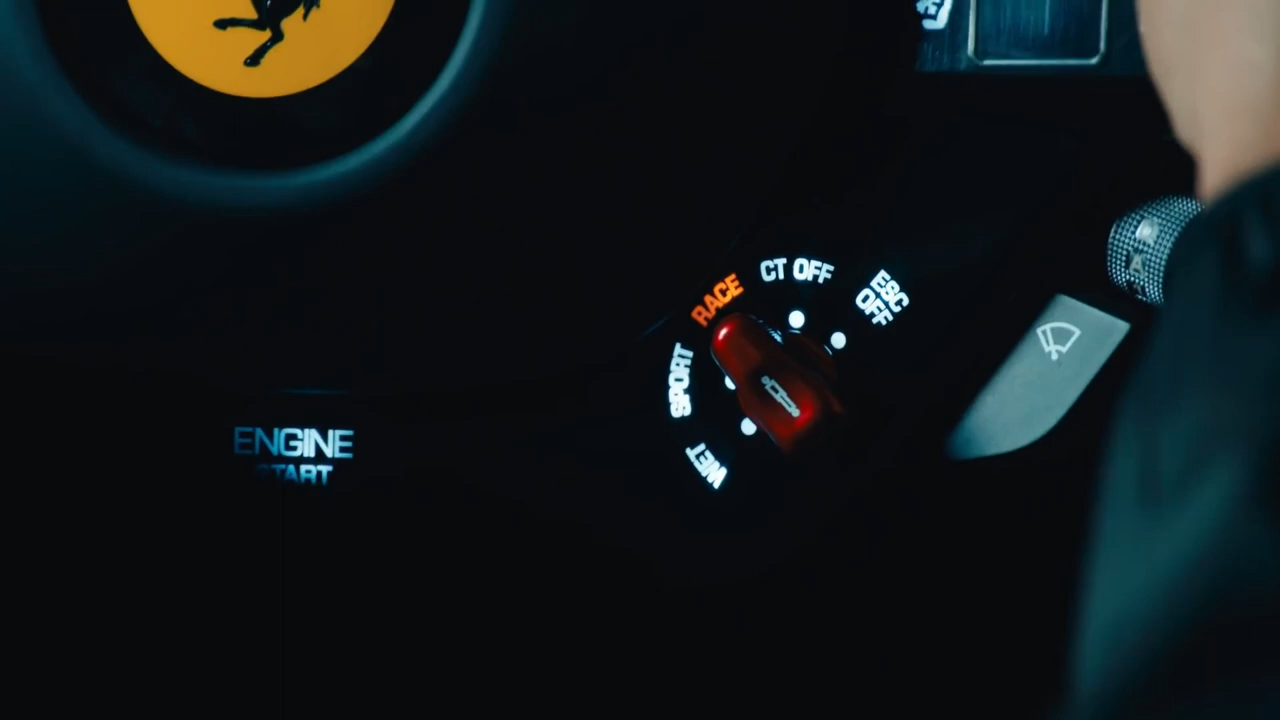 CT OFF
RACE
ESC
OFF
SPORT
ENGINE
START
WET